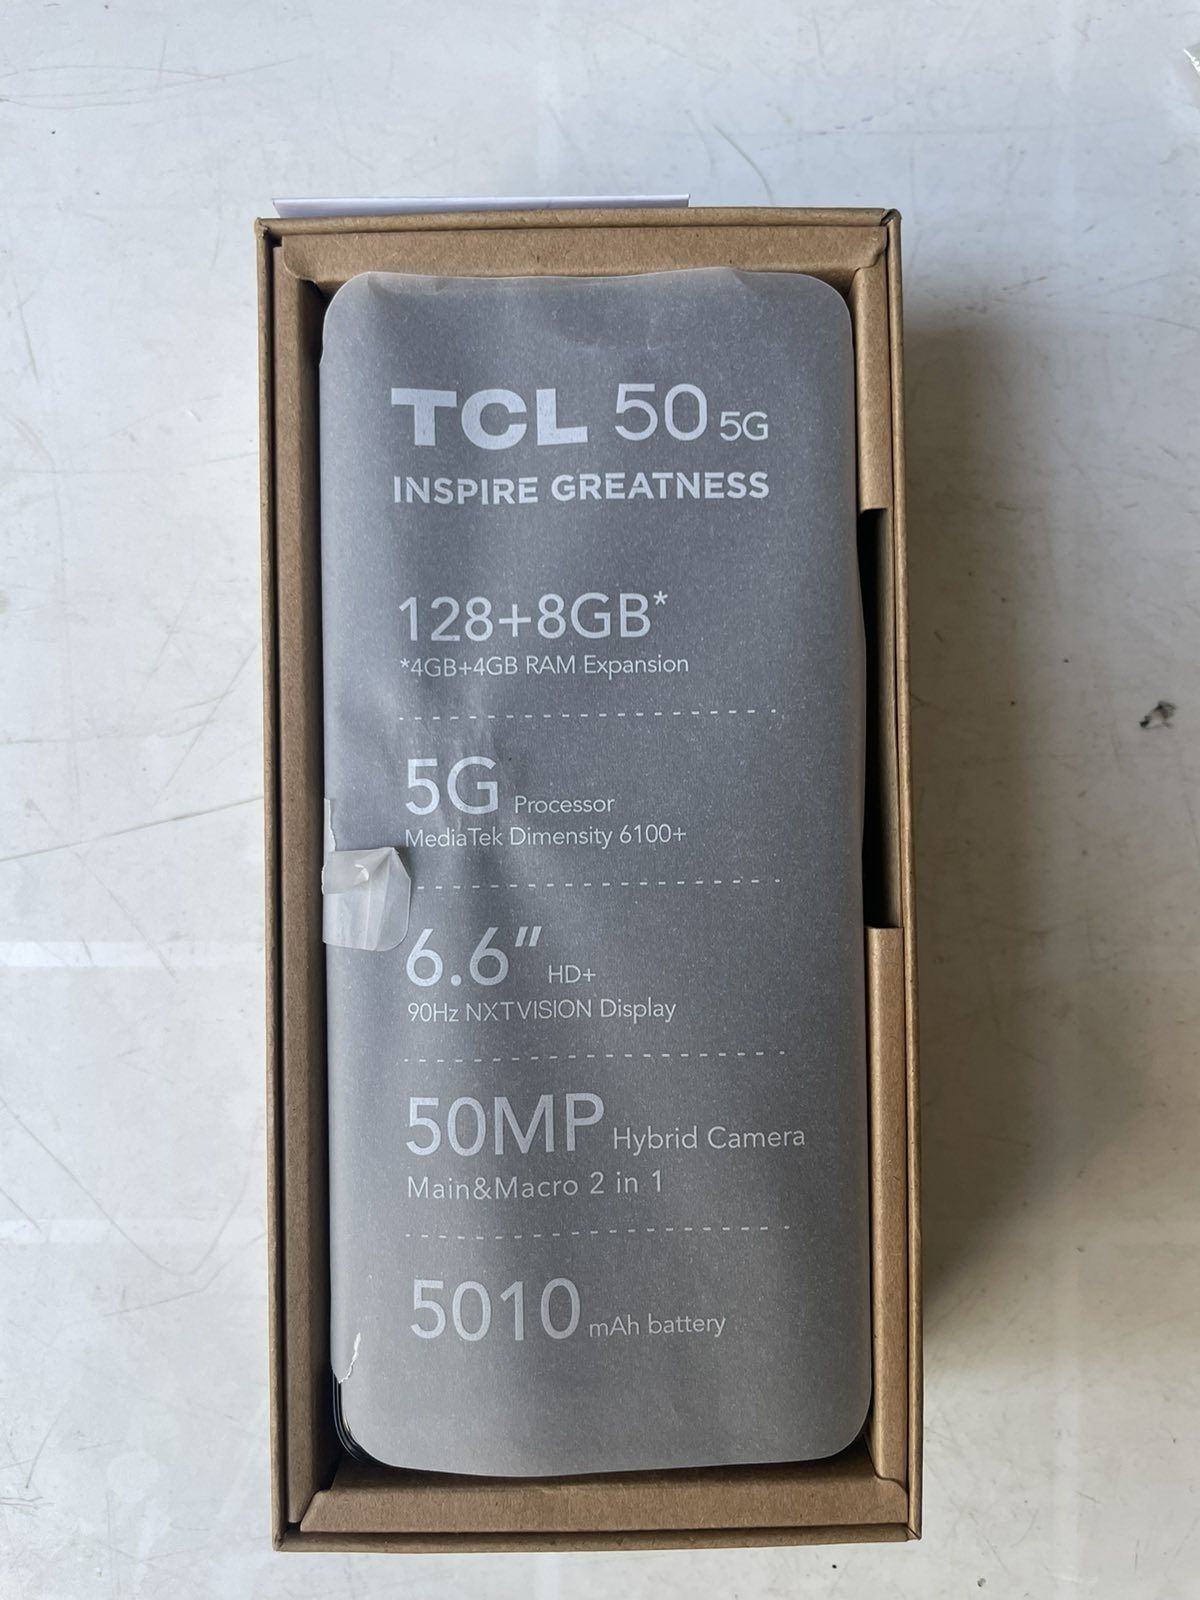 TCL 50 5G
INSPIRE GREATNESS
128+8GB*
*4GB+4GB RAM Expansion
5G Processor
MediaTek Dimensity 6100+
6.6" HD+
90Hz NXTVISION Display
50MP Hybrid Camera
Main&Macro 2 in 1
5010 mAh battery